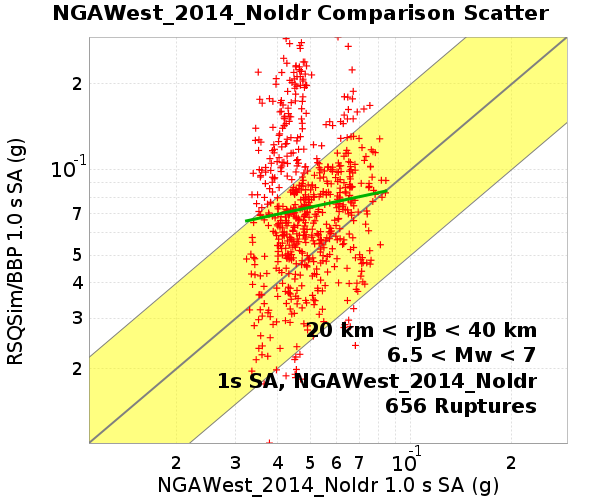 NGAWest_2014_NoIdr Comparison Scatter
RSQSim/BBP 1.0 s SA (g)
2
10-1
7
5
4
3
2
20 km < rJB < 40 km
6.5 < Mw < 7
1s SA, NGAWest_2014_NoIdr
656 Ruptures
2 3 4 5 6 7 10-1 2
NGAWest_2014_NoIdr 1.0 s SA (g)